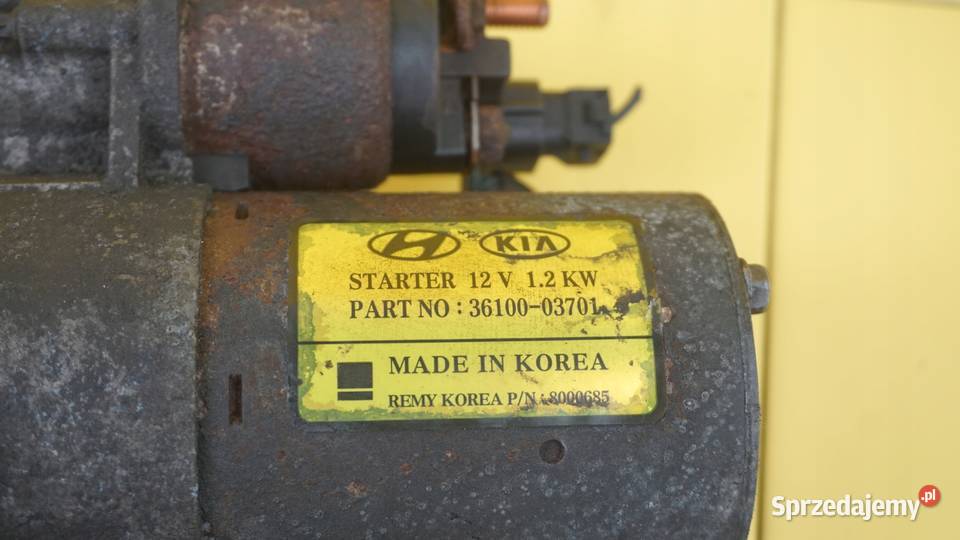 KIA
STARTER 12 V 1.2 KW
PART NO : 36100-03701
MADE IN KOREA
REMY KOREA P/N : 8000685
Sprzedajemy.pl